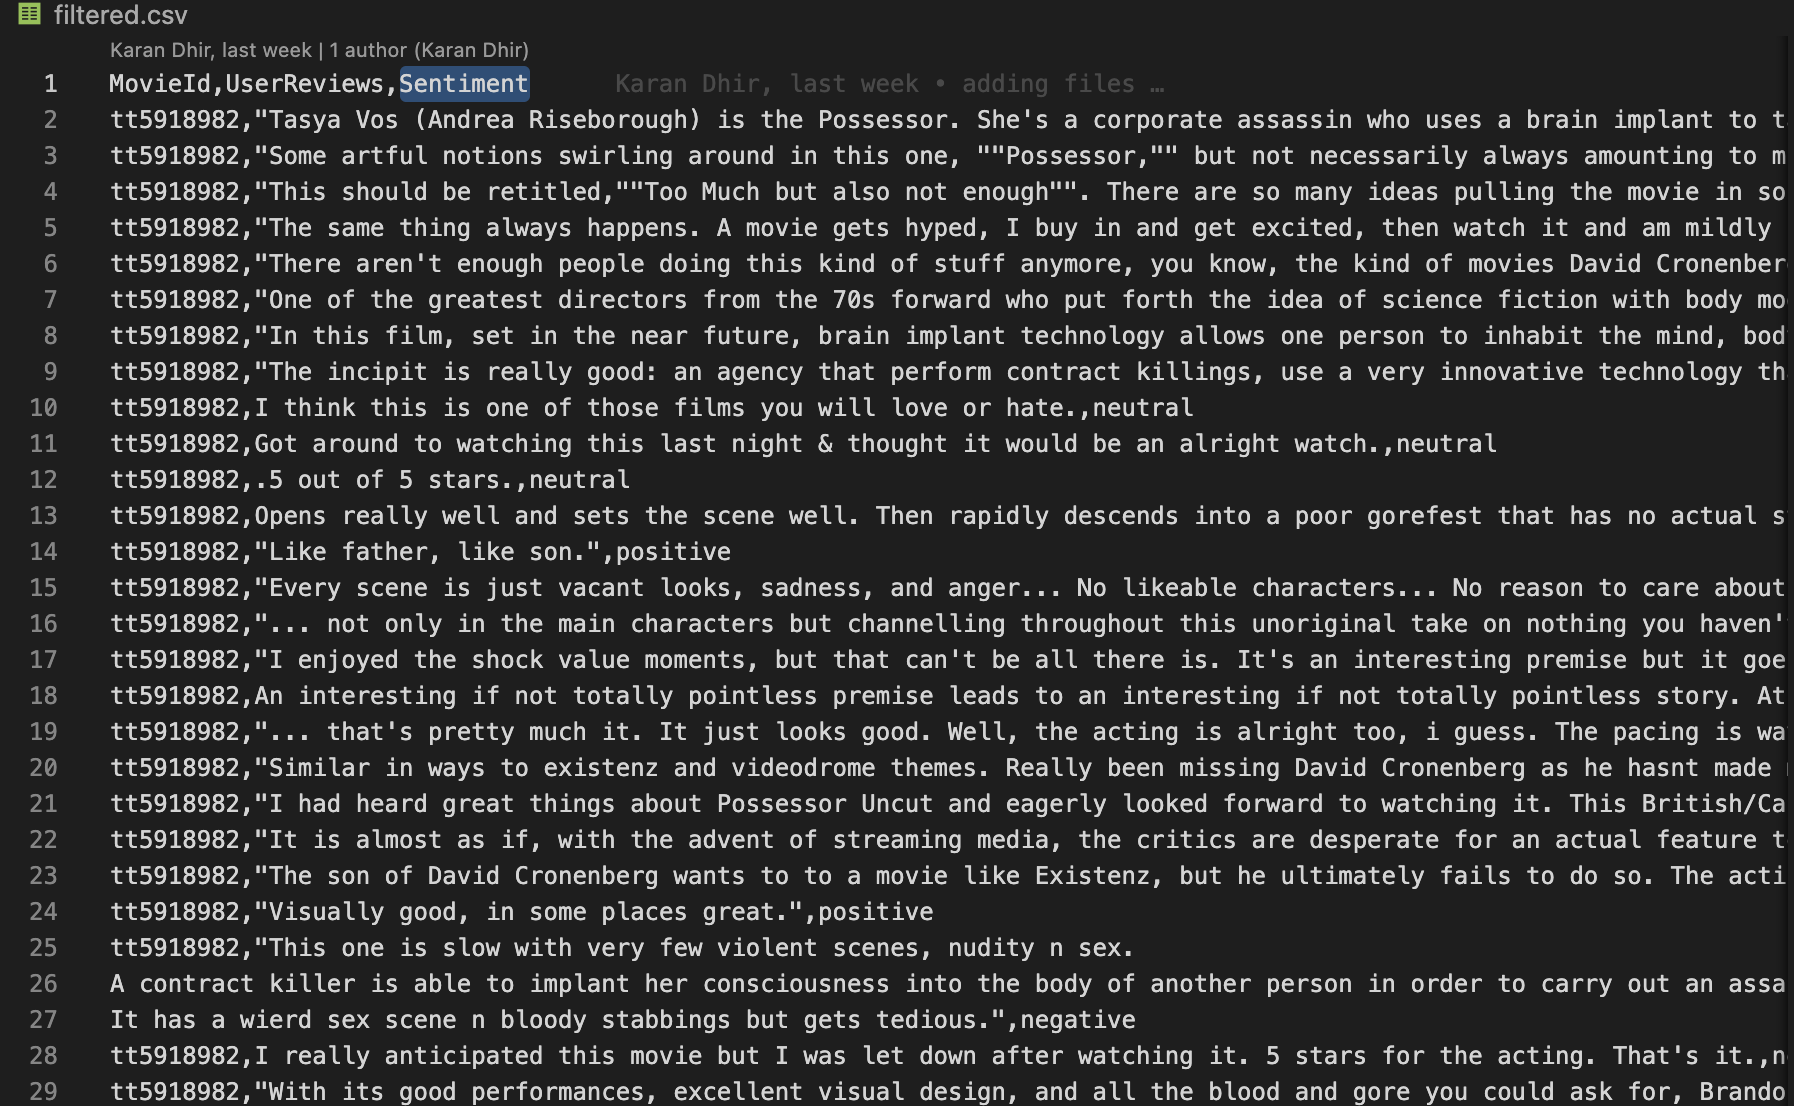 filtered.csv
Karan Dhir, last week | 1 author (Karan Dhir)
1 MovieId,UserReviews,Sentiment Karan Dhir, last week • adding files …
2 tt5918982,"Tasya Vos (Andrea Riseborough) is the Possessor. She's a corporate assassin who uses a brain implant to t
3 tt5918982,"Some artful notions swirling around in this one, ""Possessor,"" but not necessarily always amounting to m
4 tt5918982,"This should be retitled,""Too Much but also not enough"". There are so many ideas pulling the movie in so
5 tt5918982,"The same thing always happens. A movie gets hyped, I buy in and get excited, then watch it and am mildly
6 tt5918982,"There aren't enough people doing this kind of stuff anymore, you know, the kind of movies David Cronenber
7 tt5918982,"One of the greatest directors from the 70s forward who put forth the idea of science fiction with body mo
8 tt5918982,"In this film, set in the near future, brain implant technology allows one person to inhabit the mind, bod
9 tt5918982,"The incipit is really good: an agency that perform contract killings, use a very innovative technology th
10 tt5918982,I think this is one of those films you will love or hate.,neutral
11 tt5918982,Got around to watching this last night & thought it would be an alright watch.,neutral
12 tt5918982,.5 out of 5 stars.,neutral
13 tt5918982,Opens really well and sets the scene well. Then rapidly descends into a poor gorefest that has no actual s
14 tt5918982,"Like father, like son.",positive
15 tt5918982,"Every scene is just vacant looks, sadness, and anger... No likeable characters... No reason to care about
16 tt5918982,"... not only in the main characters but channelling throughout this unoriginal take on nothing you haven'
17 tt5918982,"I enjoyed the shock value moments, but that can't be all there is. It's an interesting premise but it goe
18 tt5918982,An interesting if not totally pointless premise leads to an interesting if not totally pointless story. At
19 tt5918982,"... that's pretty much it. It just looks good. Well, the acting is alright too, i guess. The pacing is wa
20 tt5918982,"Similar in ways to existenz and videodrome themes. Really been missing David Cronenberg as he hasnt made
21 tt5918982,"I had heard great things about Possessor Uncut and eagerly looked forward to watching it. This British/Ca
22 tt5918982,"It is almost as if, with the advent of streaming media, the critics are desperate for an actual feature t
23 tt5918982,"The son of David Cronenberg wants to to a movie like Existenz, but he ultimately fails to do so. The acti
24 tt5918982,"Visually good, in some places great.",positive
25 tt5918982,"This one is slow with very few violent scenes, nudity n sex.
26 A contract killer is able to implant her consciousness into the body of another person in order to carry out an assa
27 It has a wierd sex scene n bloody stabbings but gets tedious.",negative
28 tt5918982,I really anticipated this movie but I was let down after watching it. 5 stars for the acting. That's it.,n
29 tt5918982,"With its good performances, excellent visual design, and all the blood and gore you could ask for, Brando